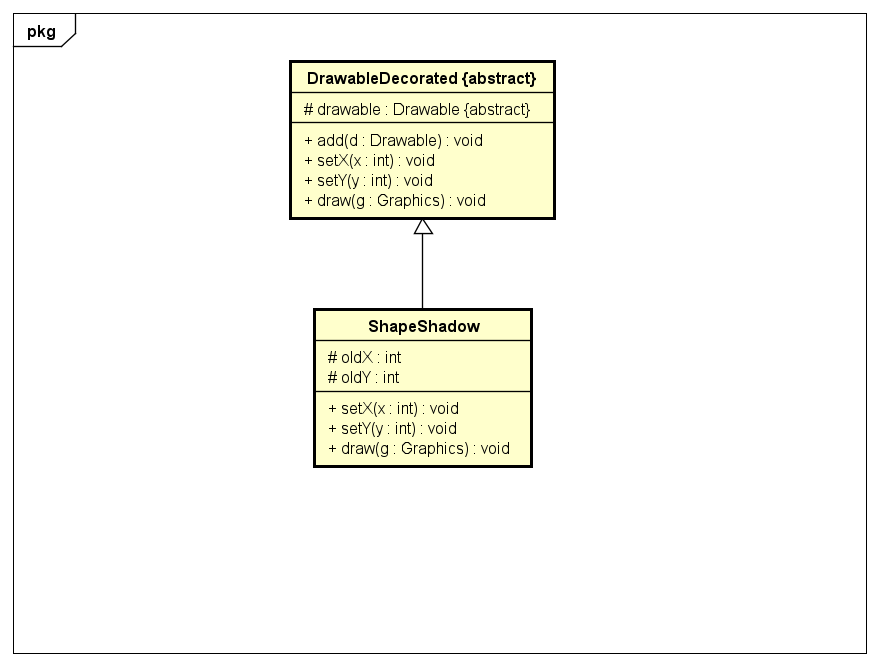 pkg
DrawableDecorated {abstract}
# drawable : Drawable {abstract}
+ add(d : Drawable) : void
+ setX(x : int) : void
+ setY(y : int) : void
+ draw(g : Graphics) : void
ShapeShadow
# oldX : int
# oldY : int
+ setX(x : int) : void
+ setY(y : int) : void
+ draw(g : Graphics) : void